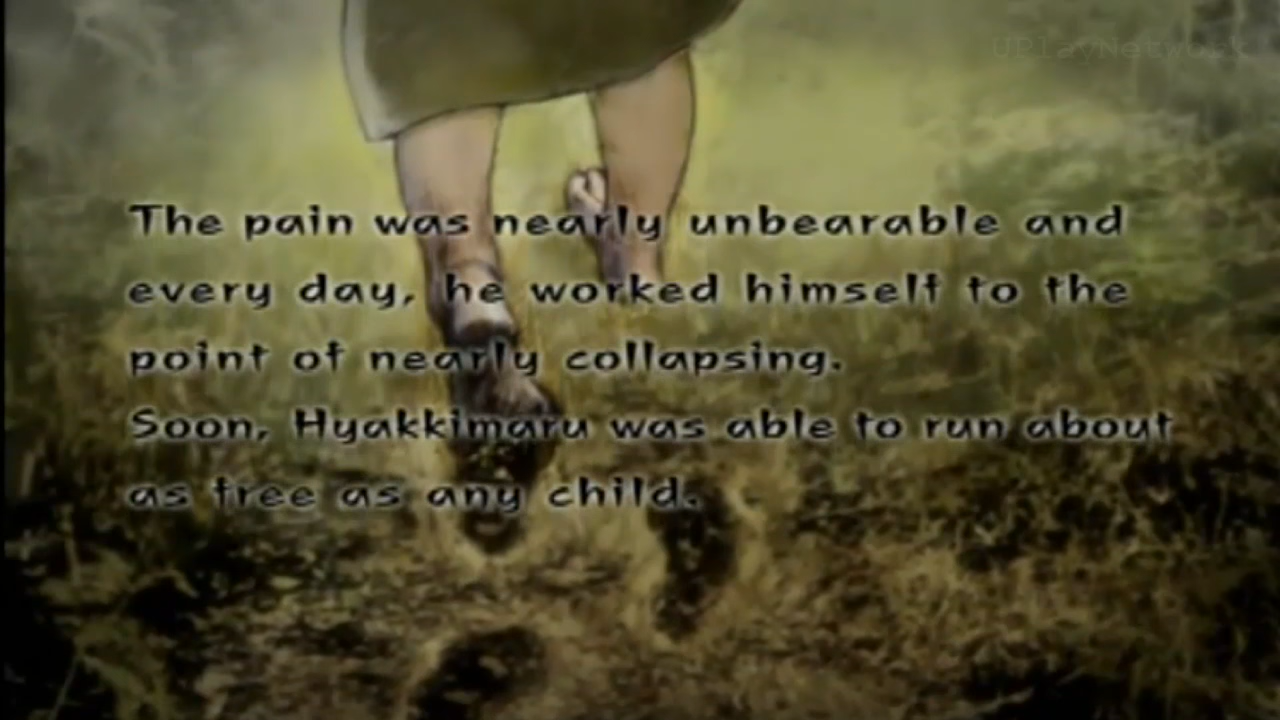 UPlayNetwork
The pain was nearly unbearable and
every day, he worked himself to the
point of nearly collapsing.
Soon, Hyakkimaru was able to run about
as free as any child.